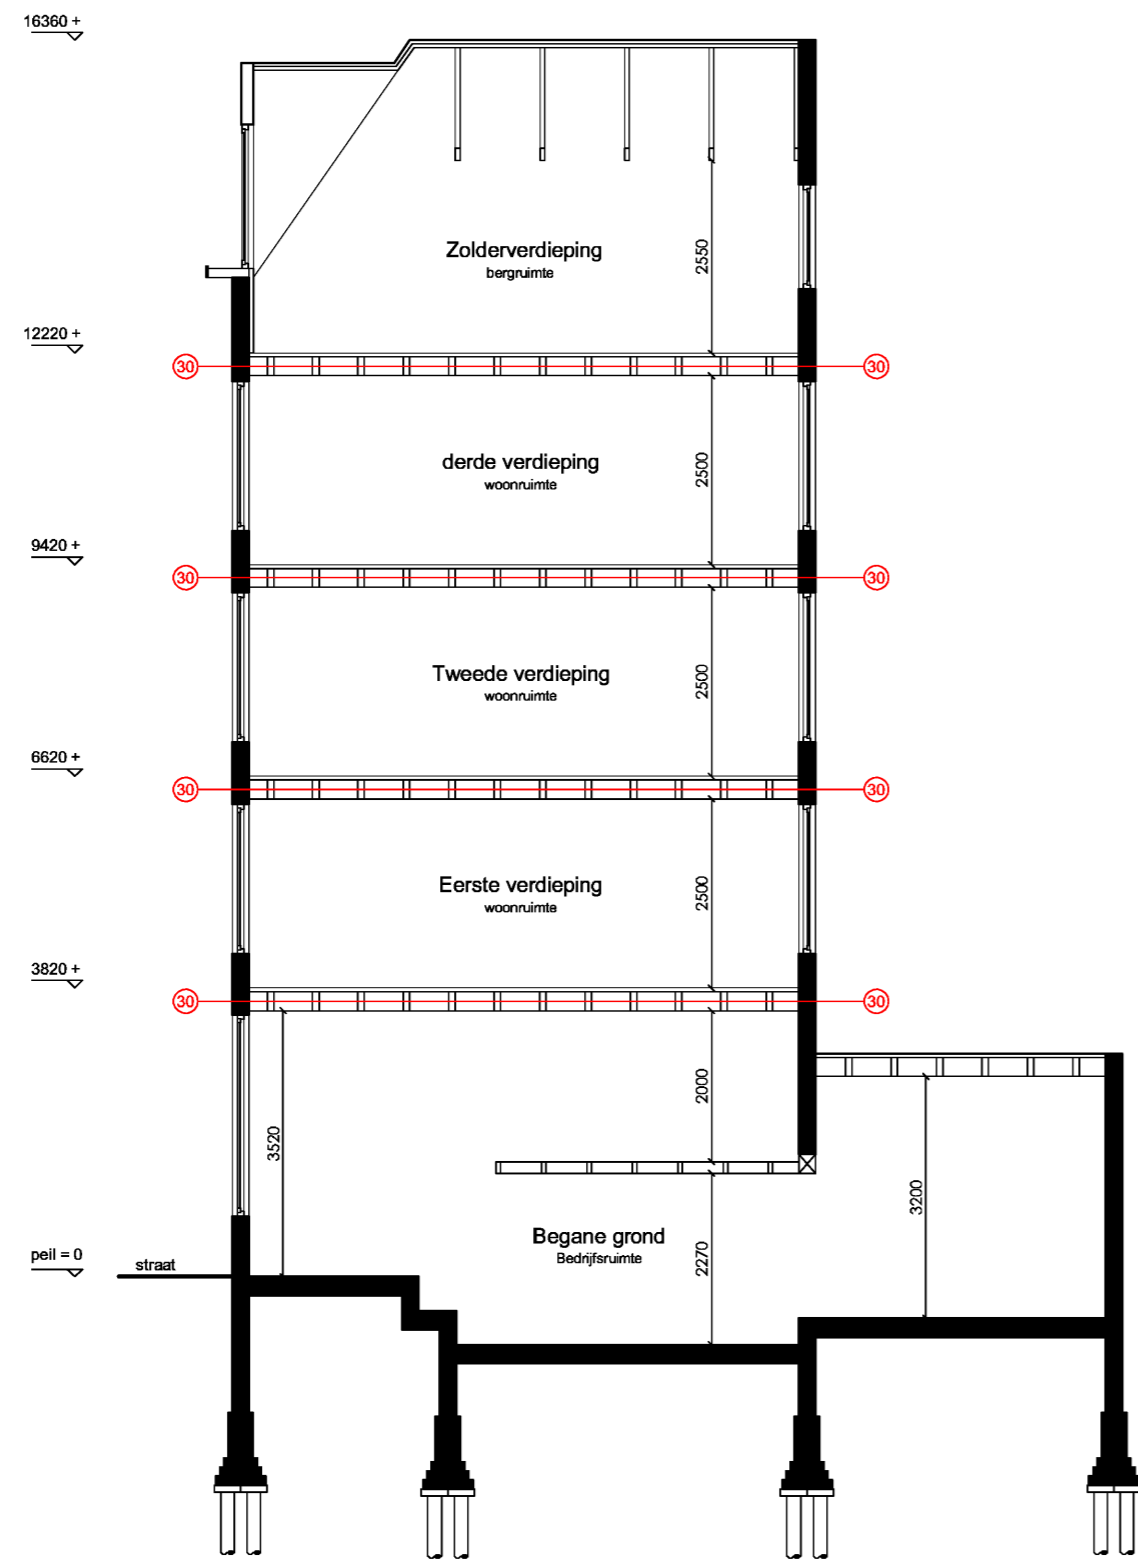 16360 +
Zolderverdieping
bergruimte
2550
12220 +
30
30
derde verdieping
woonruimte
2500
9420 +
30
30
Tweede verdieping
woonruimte
2500
6620 +
30
30
Eerste verdieping
woonruimte
2500
3820 +
30
30
2000
3520
3200
Begane grond
Bedrijfsruimte
2270
peil = 0
straat